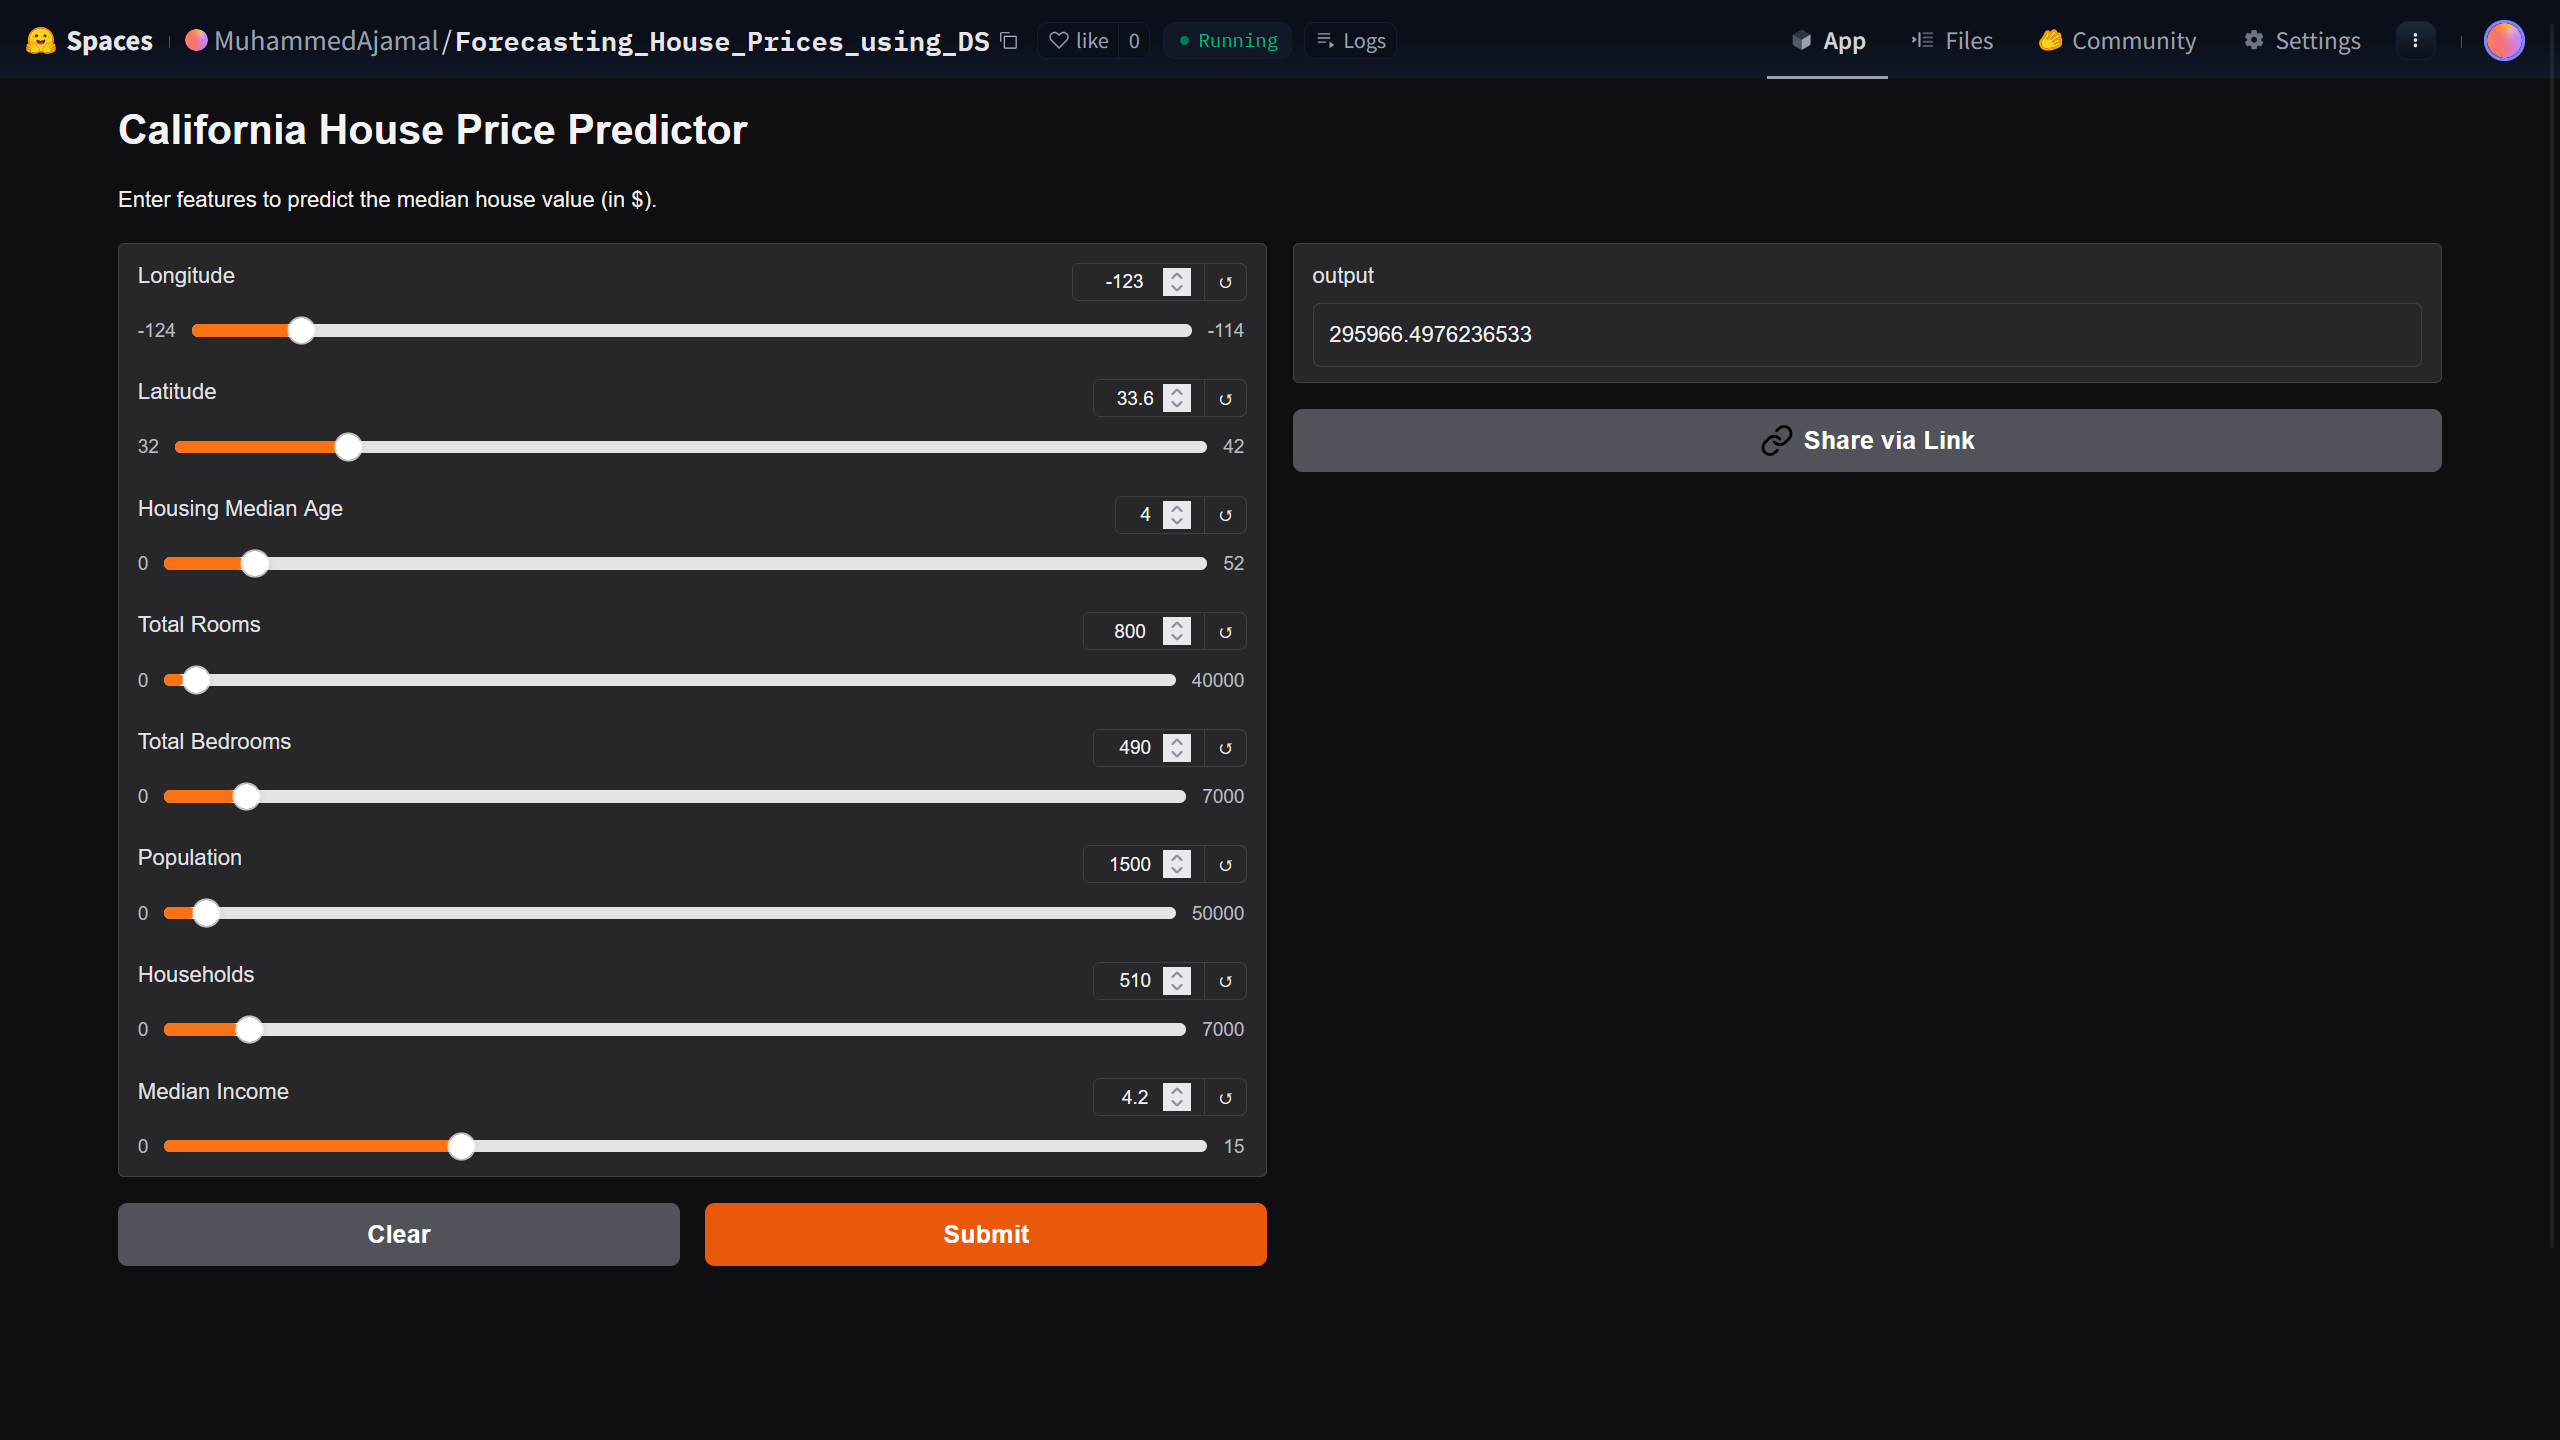 Spaces MuhammedAjamal/Forecasting_House_Prices_using_DS like 0 Running Logs App Files Community Settings
California House Price Predictor
Enter features to predict the median house value (in $).
Longitude -123
-124 -114
Latitude 33.6
32 42
Housing Median Age 4
0 52
Total Rooms 800
0 40000
Total Bedrooms 490
0 7000
Population 1500
0 50000
Households 510
0 7000
Median Income 4.2
0 15
Clear Submit
output
295966.4976236533
Share via Link